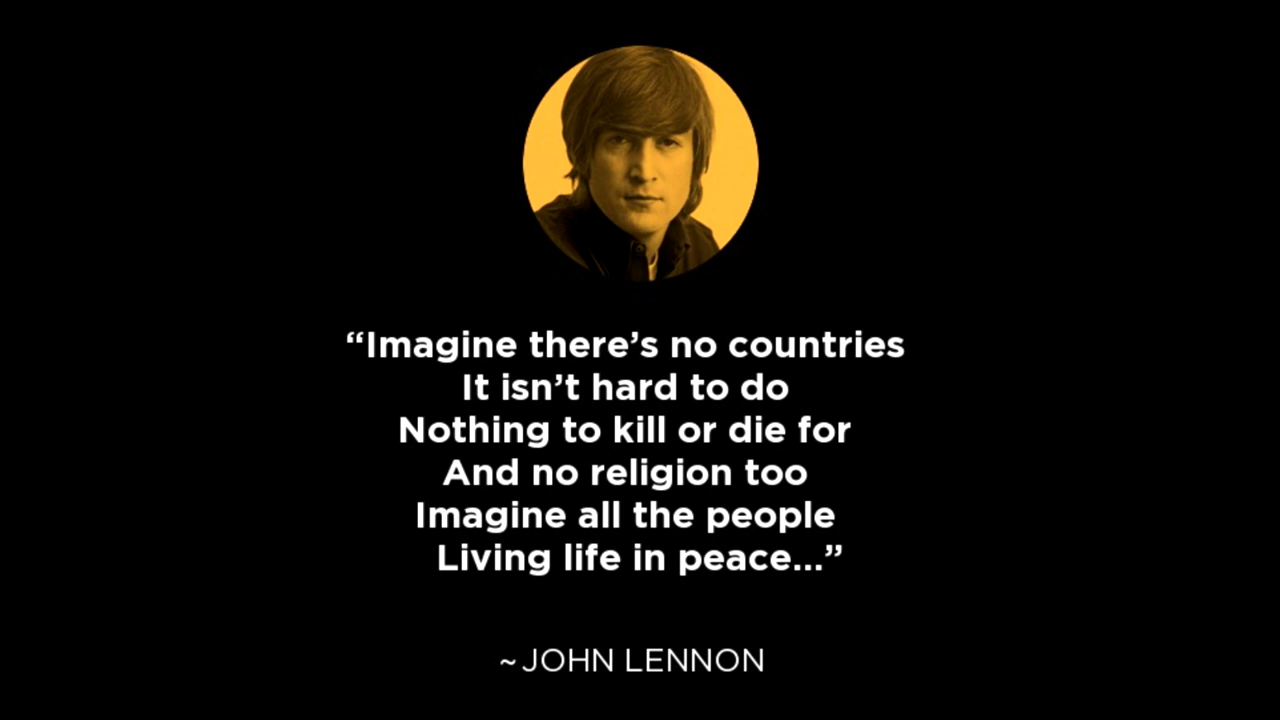 “Imagine there’s no countries
It isn’t hard to do
Nothing to kill or die for
And no religion too
Imagine all the people
Living life in peace...”
~JOHN LENNON